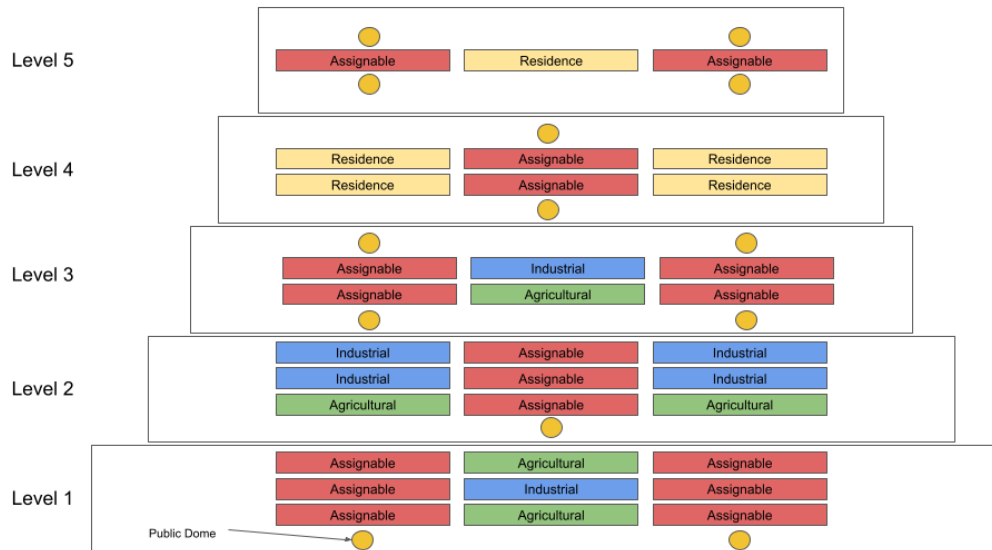 Level 5
Assignable Residence Assignable
Level 4
Residence Assignable Residence
Residence Assignable Residence
Level 3
Assignable Industrial Assignable
Assignable Agricultural Assignable
Level 2
Industrial Assignable Industrial
Industrial Assignable Industrial
Agricultural Assignable Agricultural
Level 1
Assignable Agricultural Assignable
Assignable Industrial Assignable
Assignable Agricultural Assignable
Public Dome